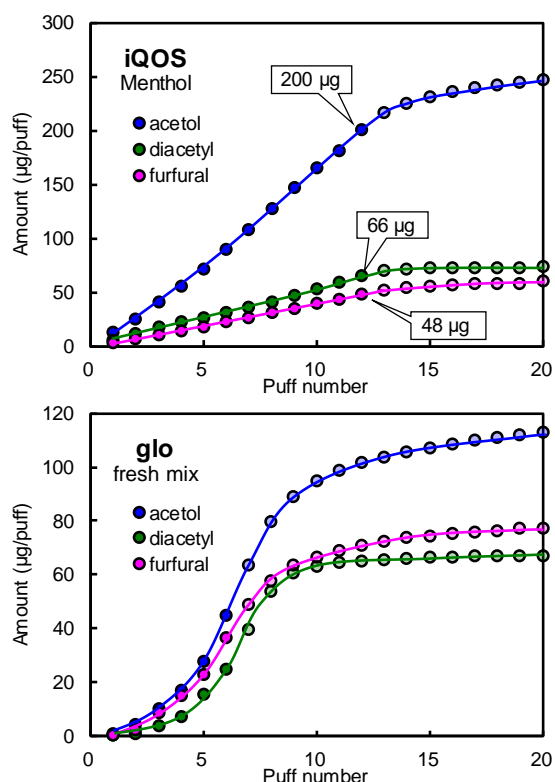 300
iQOS
Menthol
250
200 µg
acetol
200
diacetyl
furfural
150
Amount (µg/puff)
100
66 µg
50
48 µg
0
0 5 10 15 20
Puff number
120
glo
fresh mix
100
acetol
diacetyl
80
furfural
60
Amount (µg/puff)
40
20
0
0 5 10 15 20
Puff number